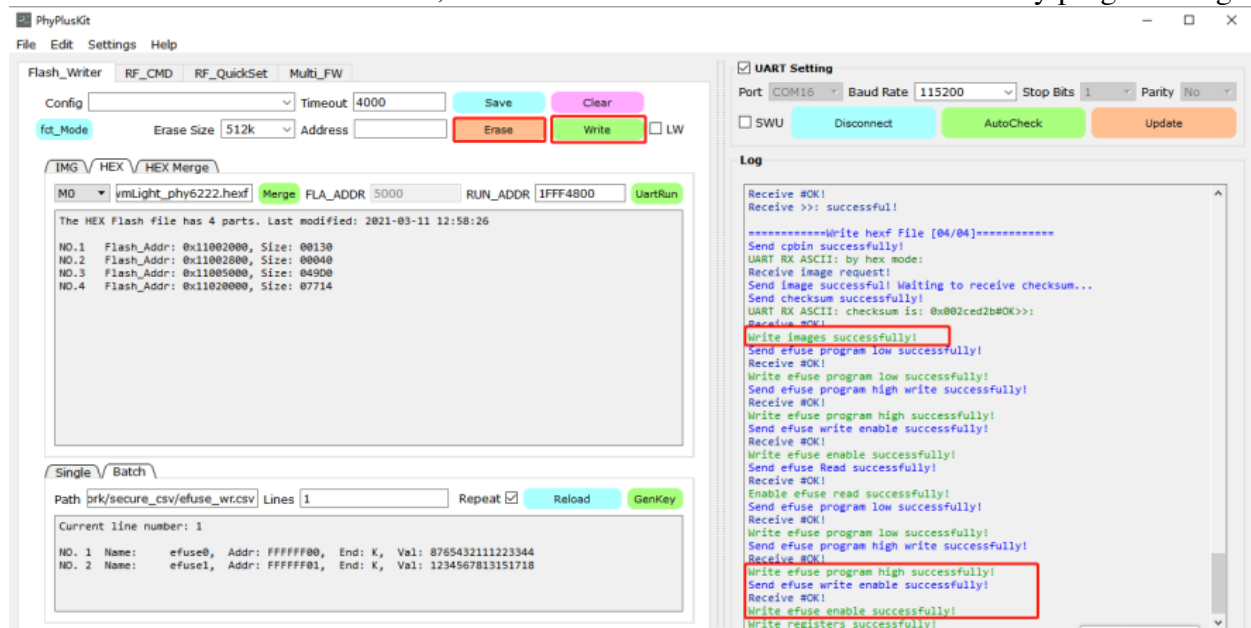 PhyPlusKit
File Edit Settings Help
Flash_Writer RF_CMD RF_QuickSet Multi_FW
Config Timeout 4000 Save Clear
fct_Mode Erase Size 512k Address Erase Write LW
IMG HEX HEX Merge
M0 vmLight_phy6222.hexf Merge FLA_ADDR 5000 RUN_ADDR 1FFF4800 UartRun
The HEX Flash file has 4 parts. Last modified: 2021-03-11 12:58:26
NO.1 Flash_Addr: 0x11002000, Size: 00130
NO.2 Flash_Addr: 0x11002800, Size: 00040
NO.3 Flash_Addr: 0x11005000, Size: 049D0
NO.4 Flash_Addr: 0x11020000, Size: 07714
Single Batch
Path ork/secure_csv/efuse_wr.csv Lines 1 Repeat Reload GenKey
Current line number: 1
NO. 1 Name: efuse0, Addr: FFFFFF00, End: K, Val: 8765432111223344
NO. 2 Name: efuse1, Addr: FFFFFF01, End: K, Val: 1234567813151718
UART Setting
Port COM16 Baud Rate 115200 Stop Bits 1 Parity No
SWU Disconnect AutoCheck Update
Log
Receive #OK!
Receive >>: successful!
============Write hexf File [04/04]============
Send cpbin successfully!
UART RX ASCII: by hex mode:
Receive image request!
Send image successful! Waiting to receive checksum...
Send checksum successfully!
UART RX ASCII: checksum is: 0x002ced2b#OK>>:
Receive #OK!
Write images successfully!
Send efuse program low successfully!
Receive #OK!
Write efuse program low successfully!
Send efuse program high write successfully!
Receive #OK!
Write efuse program high successfully!
Send efuse write enable successfully!
Receive #OK!
Write efuse enable successfully!
Send efuse Read successfully!
Receive #OK!
Enable efuse read successfully!
Send efuse program low successfully!
Receive #OK!
Write efuse program low successfully!
Send efuse program high write successfully!
Receive #OK!
Write efuse program high successfully!
Send efuse write enable successfully!
Receive #OK!
Write efuse enable successfully!
Write registers successfully!